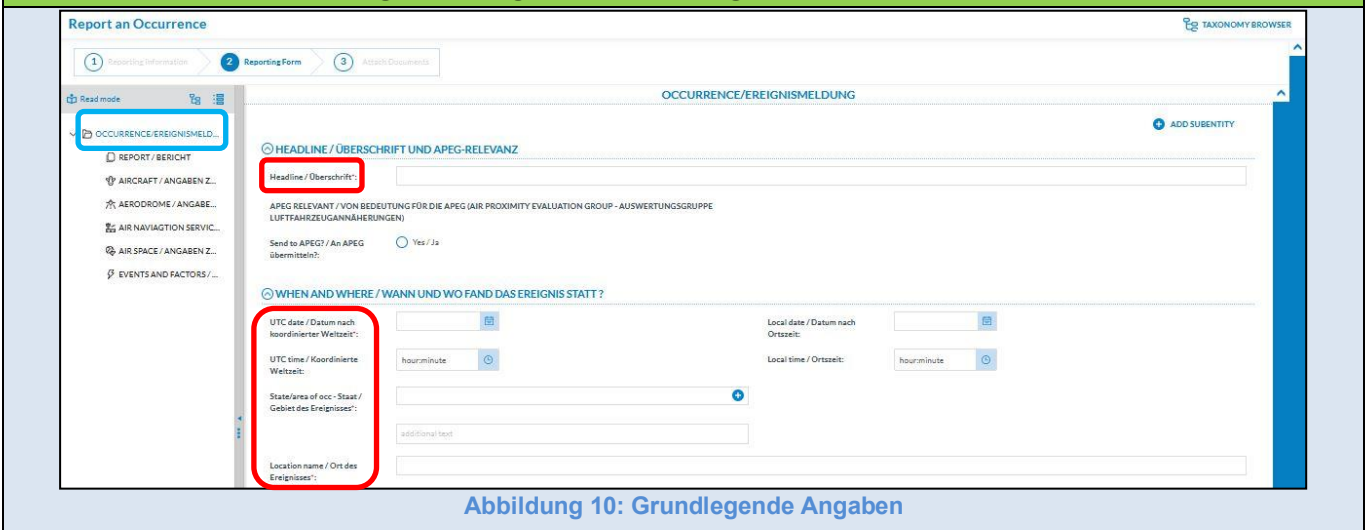 Report an Occurrence
TAXONOMY BROWSER
1 Reporting Information
2 Reporting Form
3 Attach Documents
Read mode
OCCURRENCE/EREIGNISMELD...
REPORT / BERICHT
AIRCRAFT / ANGABEN Z...
AERODROME / ANGABE...
AIR NAVIAGTION SERVIC...
AIR SPACE / ANGABEN Z...
EVENTS AND FACTORS / ...
OCCURRENCE/EREIGNISMELDUNG
ADD SUBENTITY
HEADLINE / ÜBERSCHRIFT UND APEG-RELEVANZ
Headline / Überschrift*:
APEG RELEVANT / VON BEDEUTUNG FÜR DIE APEG (AIR PROXIMITY EVALUATION GROUP - AUSWERTUNGSGRUPPE
LUFTFAHRZEUGANNÄHERUNGEN)
Send to APEG? / An APEG
übermitteln?:
Yes / Ja
WHEN AND WHERE / WANN UND WO FAND DAS EREIGNIS STATT ?
UTC date / Datum nach
koordinierter Weltzeit*:
Local date / Datum nach
Ortszeit:
UTC time / Koordinierte
Weltzeit:
hour:minute
Local time / Ortszeit:
hour:minute
State/area of occ - Staat /
Gebiet des Ereignisses*:
additional text
Location name / Ort des
Ereignisses*:
Abbildung 10: Grundlegende Angaben